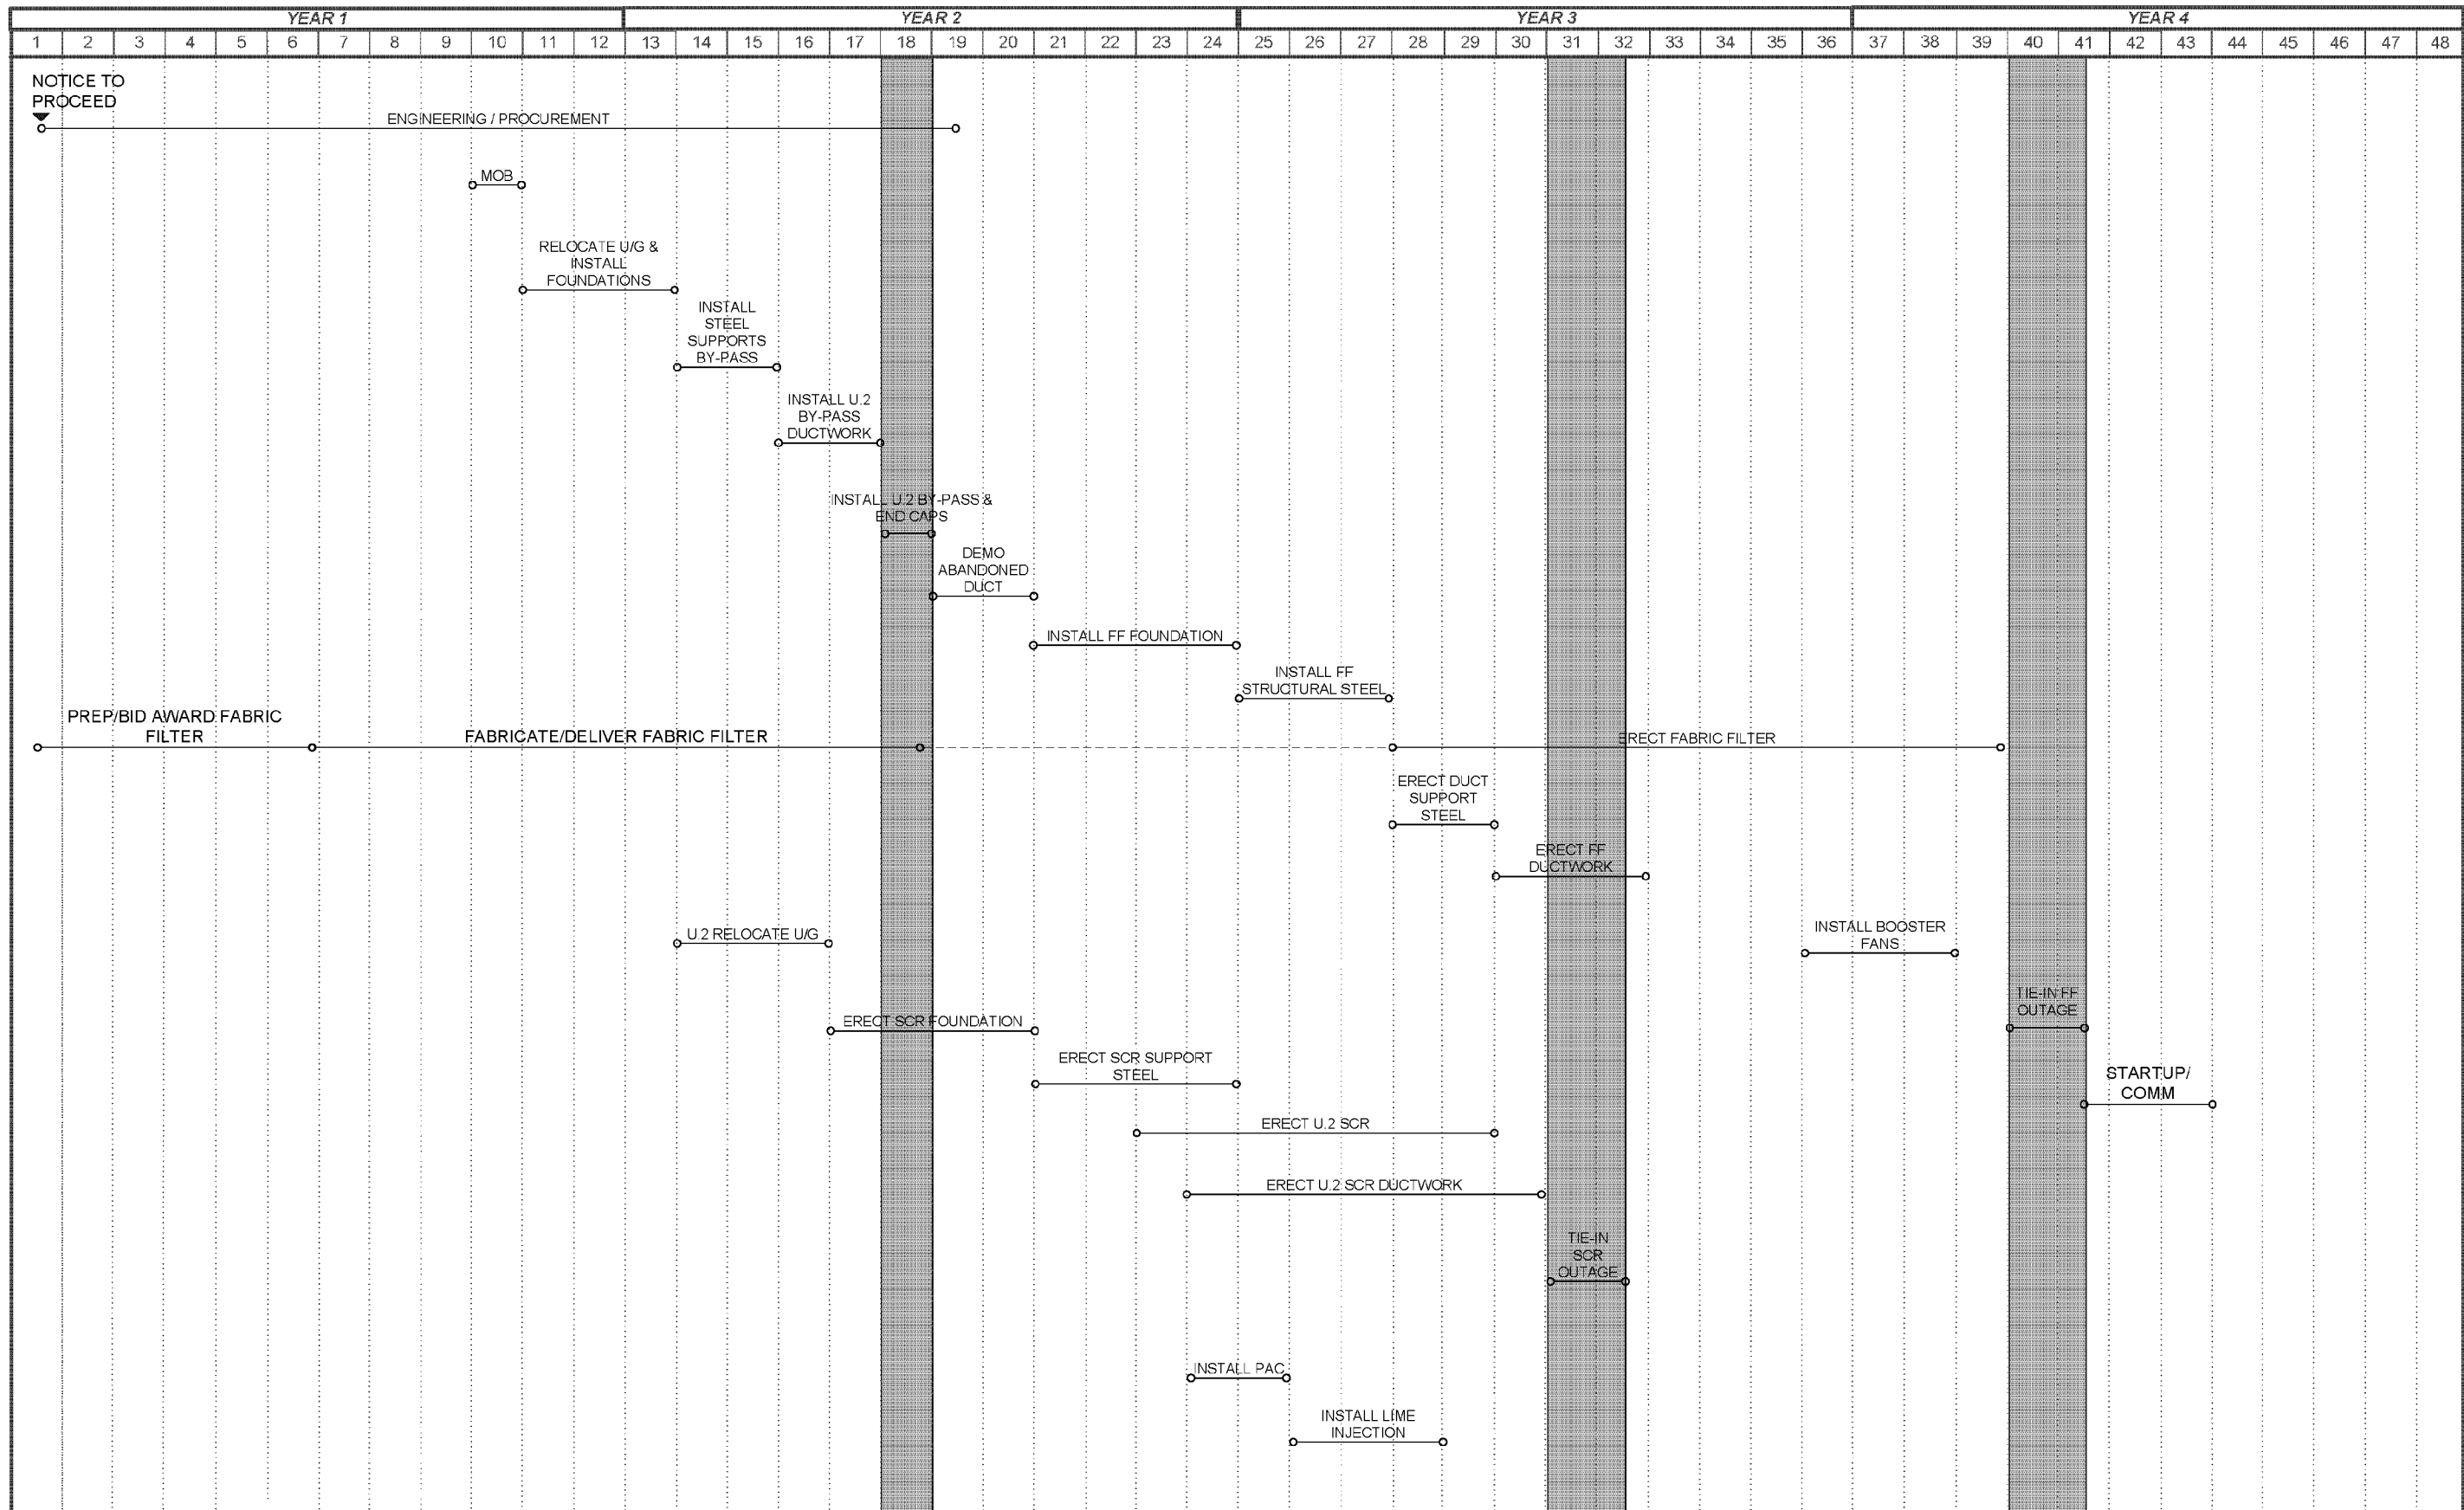 YEAR 1 YEAR 2 YEAR 3 YEAR 4
1 2 3 4 5 6 7 8 9 10 11 12 13 14 15 16 17 18 19 20 21 22 23 24 25 26 27 28 29 30 31 32 33 34 35 36 37 38 39 40 41 42 43 44 45 46 47 48
NOTICE TO
PROCEED
ENGINEERING / PROCUREMENT
MOB
RELOCATE U/G &
INSTALL
FOUNDATIONS
INSTALL
STEEL
SUPPORTS
BY-PASS
INSTALL U.2
BY-PASS
DUCTWORK
INSTALL U.2 BY-PASS &
END CAPS
DEMO
ABANDONED
DUCT
INSTALL FF FOUNDATION
INSTALL FF
STRUCTURAL STEEL
PREP/BID AWARD FABRIC
FILTER
FABRICATE/DELIVER FABRIC FILTER
ERECT FABRIC FILTER
ERECT DUCT
SUPPORT
STEEL
ERECT FF
DUCTWORK
U.2 RELOCATE U/G
INSTALL BOOSTER
FANS
TIE-IN FF
OUTAGE
ERECT SCR FOUNDATION
ERECT SCR SUPPORT
STEEL
STARTUP/
COMM
ERECT U.2 SCR
ERECT U.2 SCR DUCTWORK
TIE-IN
SCR
OUTAGE
INSTALL PAC
INSTALL LIME
INJECTION